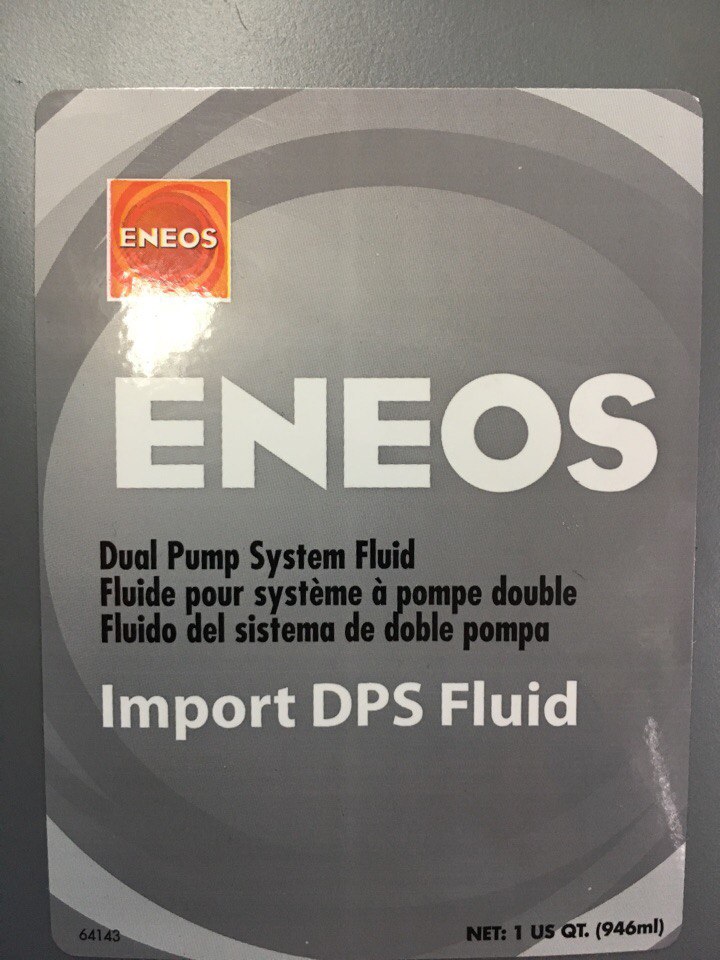 ENEOS
ENEOS
Dual Pump System Fluid
Fluide pour système à pompe double
Fluido del sistema de doble pompa
Import DPS Fluid
64143
NET: 1 US QT. (946ml)